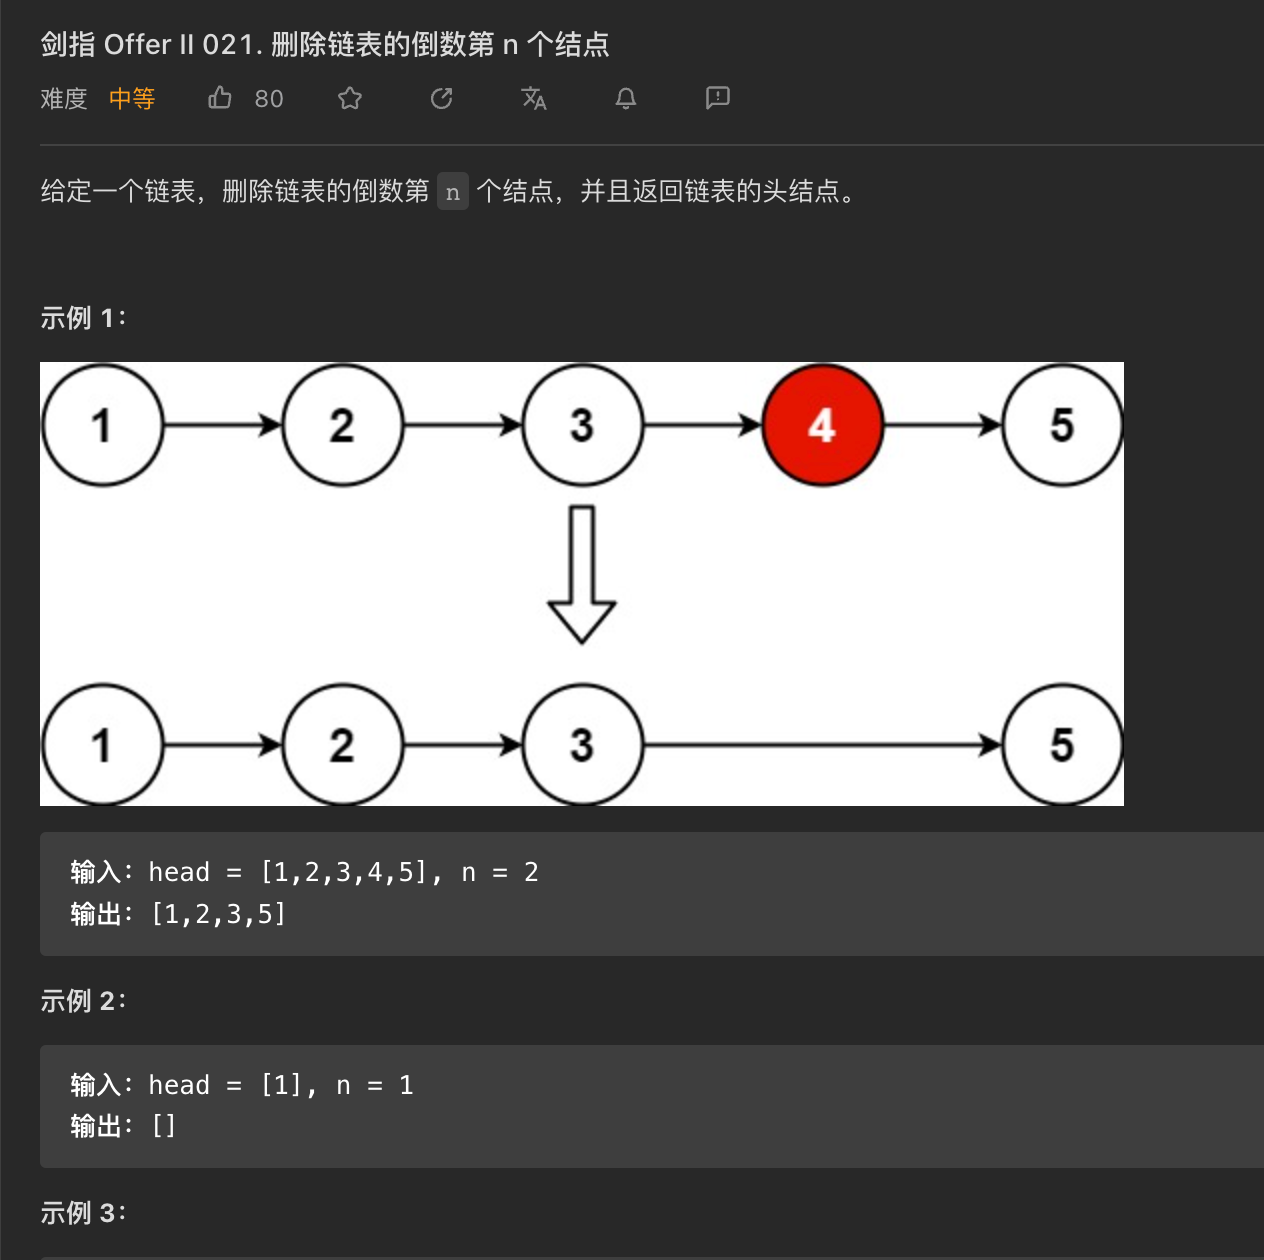 剑指 Offer II 021. 删除链表的倒数第 n 个结点
难度 中等 80
给定一个链表，删除链表的倒数第 n 个结点，并且返回链表的头结点。
示例 1：
1 2 3 4 5
1 2 3 5
输入：head = [1,2,3,4,5], n = 2
输出：[1,2,3,5]
示例 2：
输入：head = [1], n = 1
输出：[]
示例 3：